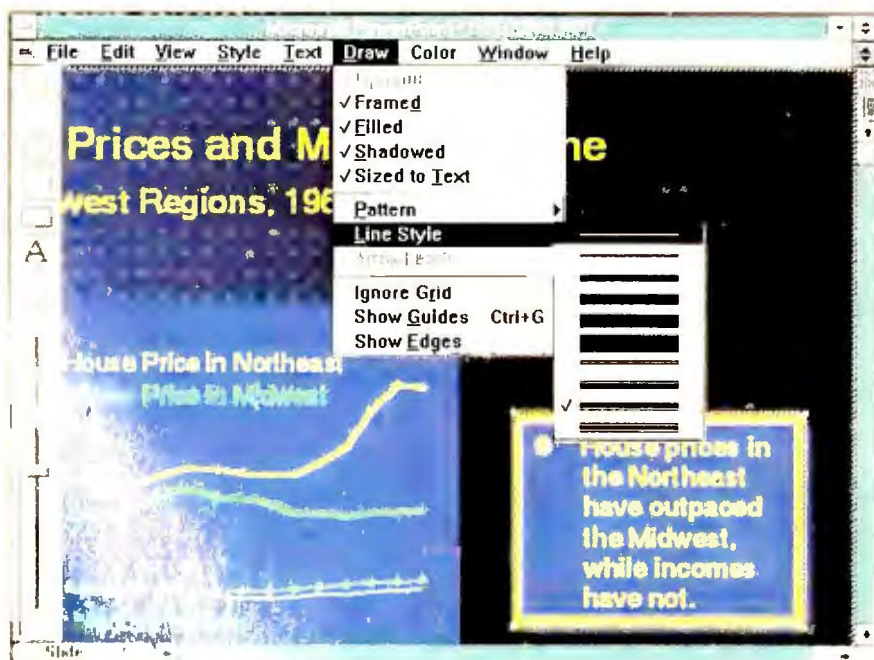 File Edit View Style Text Draw Color Window Help
✓Framed
✓Filled
✓Shadowed
✓Sized to Text
Pattern
Line Style
Ignore Grid
Show Guides Ctrl+G
Show Edges
Prices and M
ne
west Regions, 196
A
House Price in Northeast
Price in Midwest
House prices in
the Northeast
have outpaced
the Midwest,
while incomes
have not.
Slide